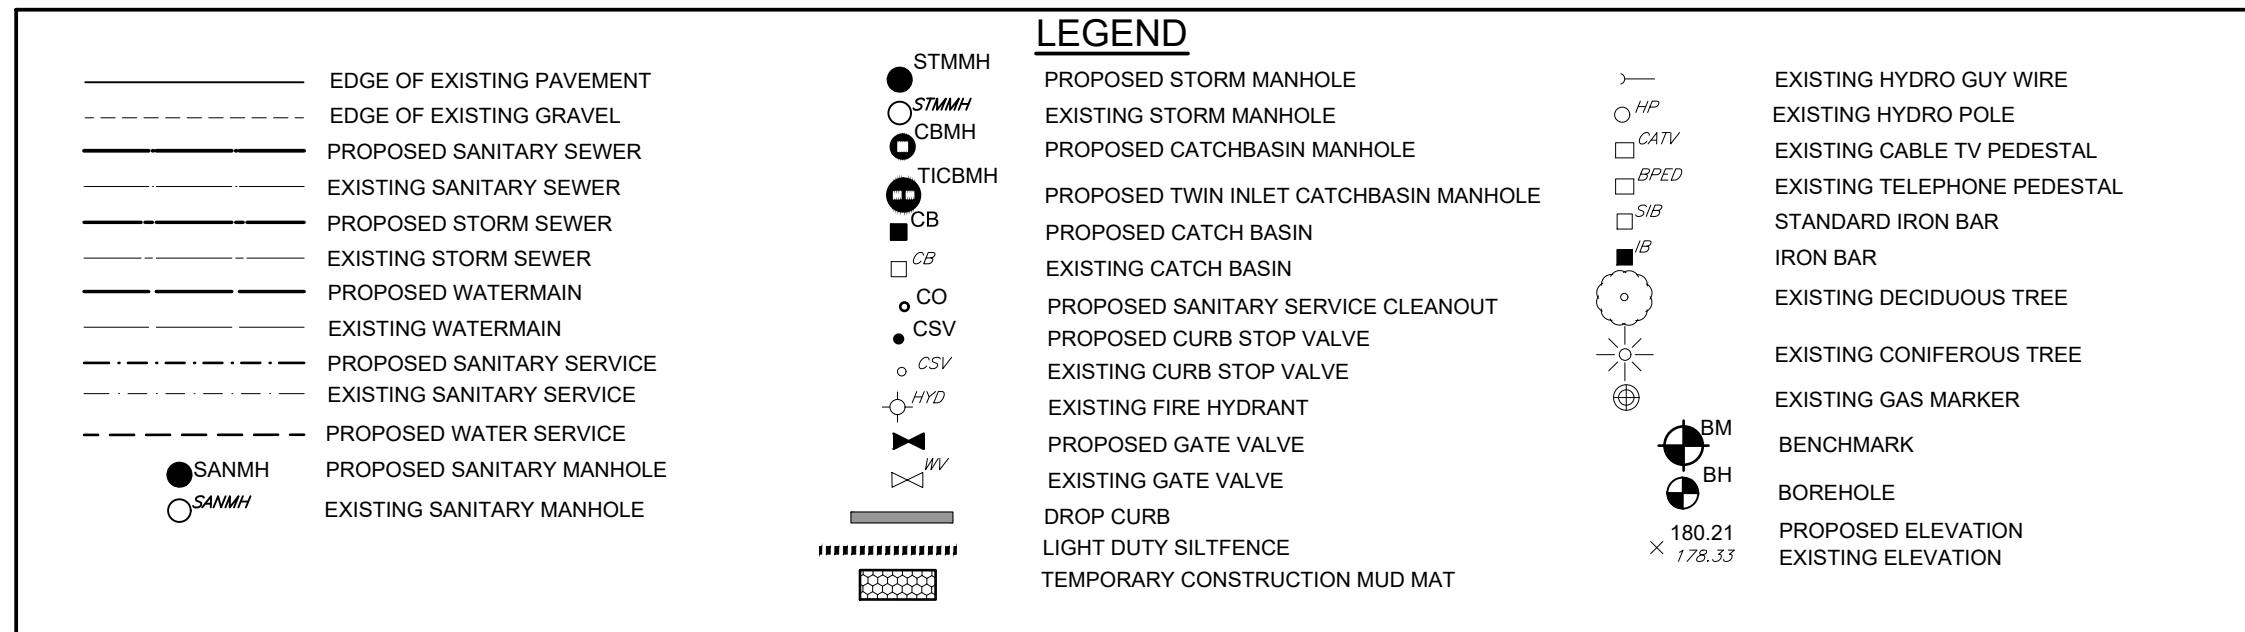 LEGEND
EDGE OF EXISTING PAVEMENT
EDGE OF EXISTING GRAVEL
PROPOSED SANITARY SEWER
EXISTING SANITARY SEWER
PROPOSED STORM SEWER
EXISTING STORM SEWER
PROPOSED WATERMAIN
EXISTING WATERMAIN
PROPOSED SANITARY SERVICE
EXISTING SANITARY SERVICE
PROPOSED WATER SERVICE
SANMH PROPOSED SANITARY MANHOLE
SANMH EXISTING SANITARY MANHOLE
STMMH PROPOSED STORM MANHOLE
STMMH EXISTING STORM MANHOLE
CBMH PROPOSED CATCHBASIN MANHOLE
TICBMH PROPOSED TWIN INLET CATCHBASIN MANHOLE
CB PROPOSED CATCH BASIN
CB EXISTING CATCH BASIN
CO PROPOSED SANITARY SERVICE CLEANOUT
CSV PROPOSED CURB STOP VALVE
CSV EXISTING CURB STOP VALVE
HYD EXISTING FIRE HYDRANT
PROPOSED GATE VALVE
WV EXISTING GATE VALVE
DROP CURB
LIGHT DUTY SILTFENCE
TEMPORARY CONSTRUCTION MUD MAT
EXISTING HYDRO GUY WIRE
HP EXISTING HYDRO POLE
CATV EXISTING CABLE TV PEDESTAL
BPED EXISTING TELEPHONE PEDESTAL
SIB STANDARD IRON BAR
IB IRON BAR
EXISTING DECIDUOUS TREE
EXISTING CONIFEROUS TREE
EXISTING GAS MARKER
BM BENCHMARK
BH BOREHOLE
180.21 PROPOSED ELEVATION
178.33 EXISTING ELEVATION